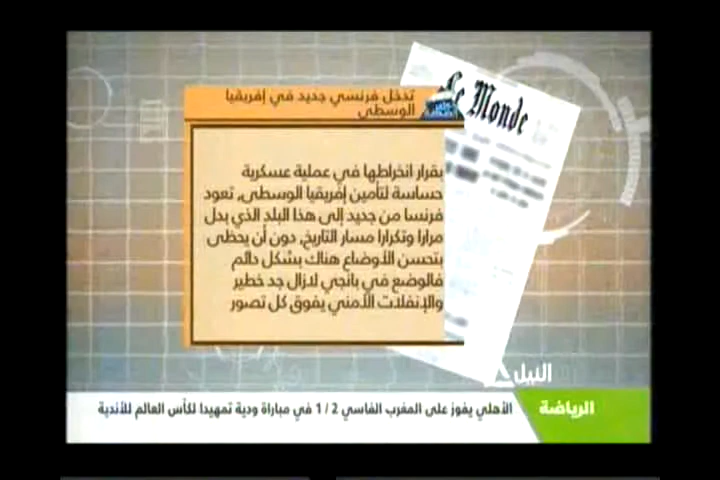 Le Monde
تدخل فرنسي جديد في إفريقيا
الوسطى
بقرار انخراطها في عملية عسكرية
حساسة لتأمين إفريقيا الوسطى، تعود
فرنسا من جديد إلى هذا البلد الذي بدل
مرارا وتكرارا مسار التاريخ، دون أن يحظى
بتحسن الأوضاع هناك بشكل دائم
فالوضع في بانجي لازال جد خطير
والإنفلات الأمني يفوق كل تصور
النيل
الرياضة
الأهلي يفوز على المغرب الفاسي 2 / 1 في مباراة ودية تمهيدا لكأس العالم للأندية